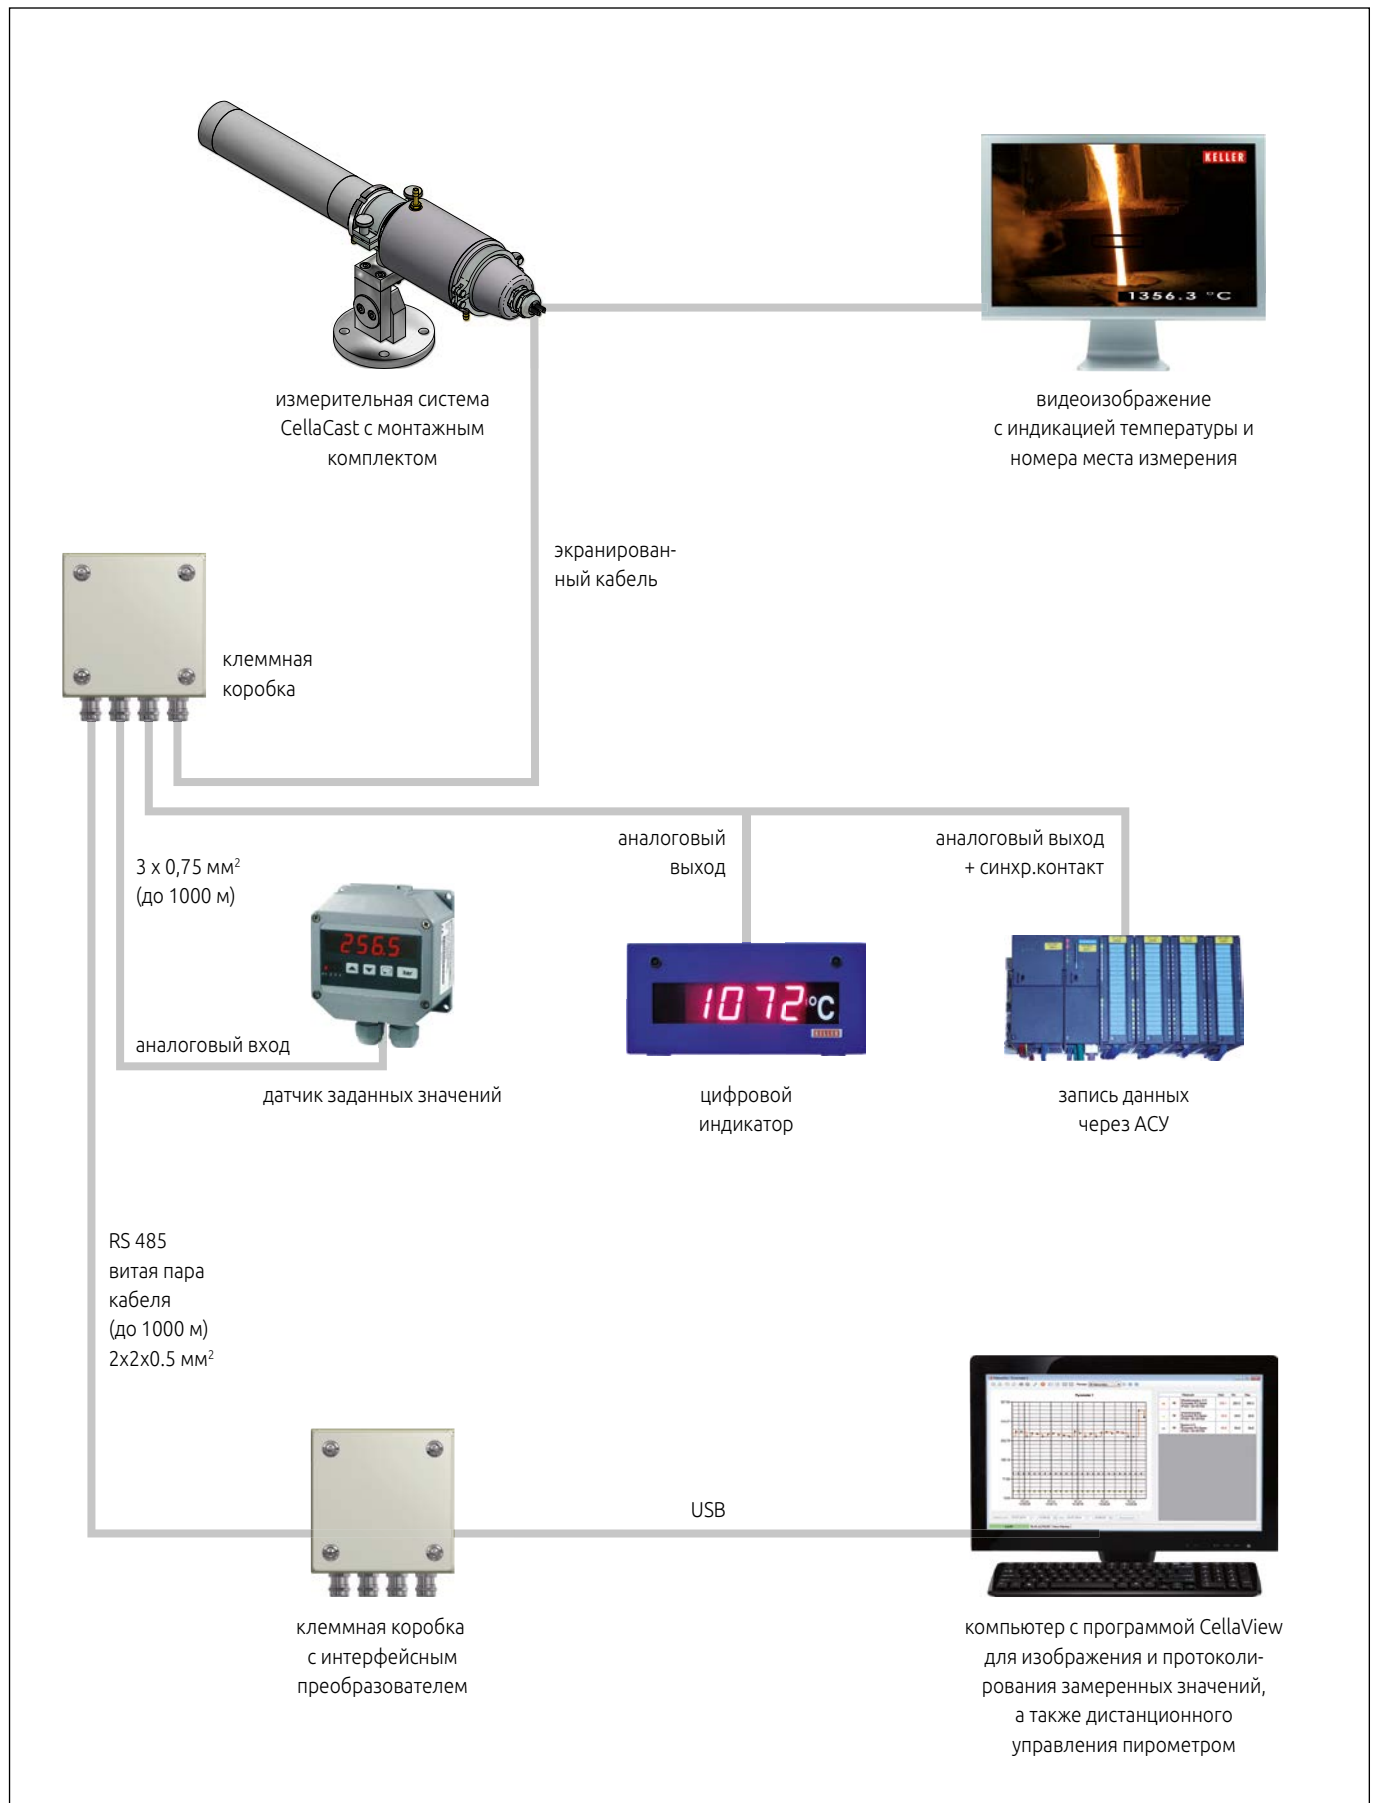 KELLER
1356.3 °C
измерительная система
CellaCast с монтажным
комплектом
видеоизображение
с индикацией температуры и
номера места измерения
экранирован-
ный кабель
клеммная
коробка
аналоговый
выход
аналоговый выход
+ синхр.контакт
3 x 0,75 мм²
(до 1000 м)
256.5
1072 °C
KELLER
аналоговый вход
датчик заданных значений
цифровой
индикатор
запись данных
через АСУ
RS 485
витая пара
кабеля
(до 1000 м)
2x2x0.5 мм²
USB
клеммная коробка
с интерфейсным
преобразователем
компьютер с программой CellaView
для изображения и протоколи-
рования замеренных значений,
а также дистанционного
управления пирометром